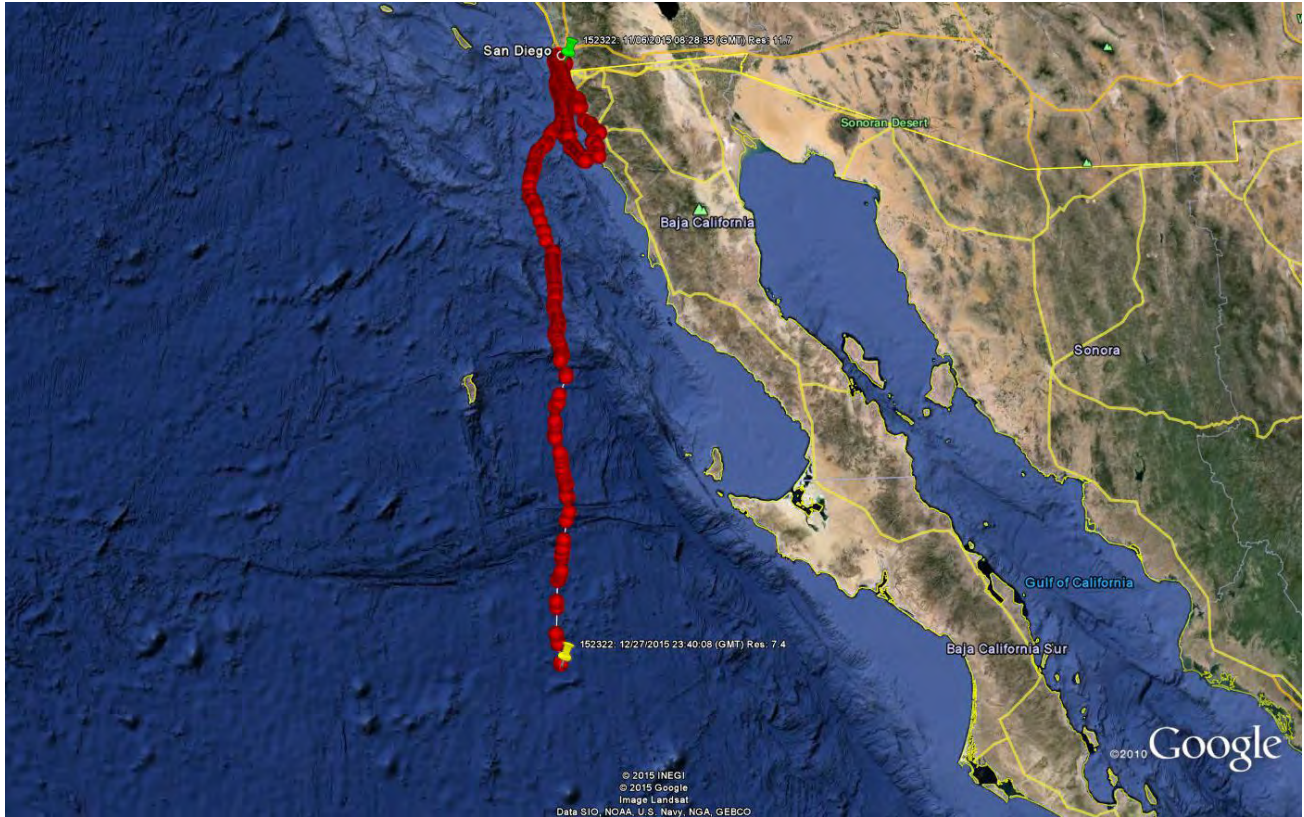 152322: 11/06/2015 08:28:35 (GMT) Res: 11.7
San Diego
Sonoran Desert
Baja California
Sonora
Gulf of California
152322: 12/27/2015 23:40:08 (GMT) Res: 7.4
Baja California Sur
©2010 Google
© 2015 INEGI
© 2015 Google
Image Landsat
Data SIO, NOAA, U.S. Navy, NGA, GEBCO